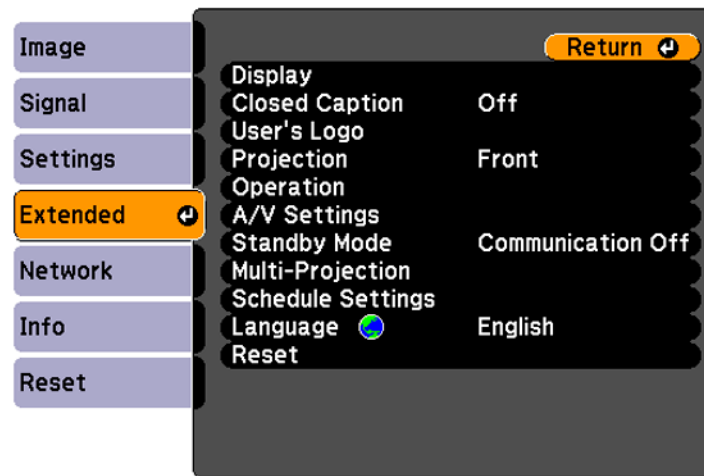 Image
Signal
Settings
Extended
Network
Info
Reset
Return
Display
Closed Caption Off
User's Logo
Projection Front
Operation
A/V Settings
Standby Mode Communication Off
Multi-Projection
Schedule Settings
Language English
Reset